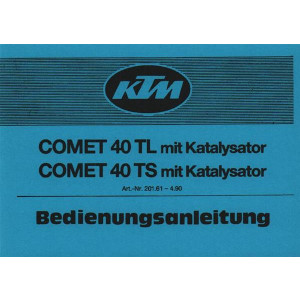 KTM
COMET 40 TL mit Katalysator
COMET 40 TS mit Katalysator
Art.-Nr. 201.61 – 4.90
Bedienungsanleitung